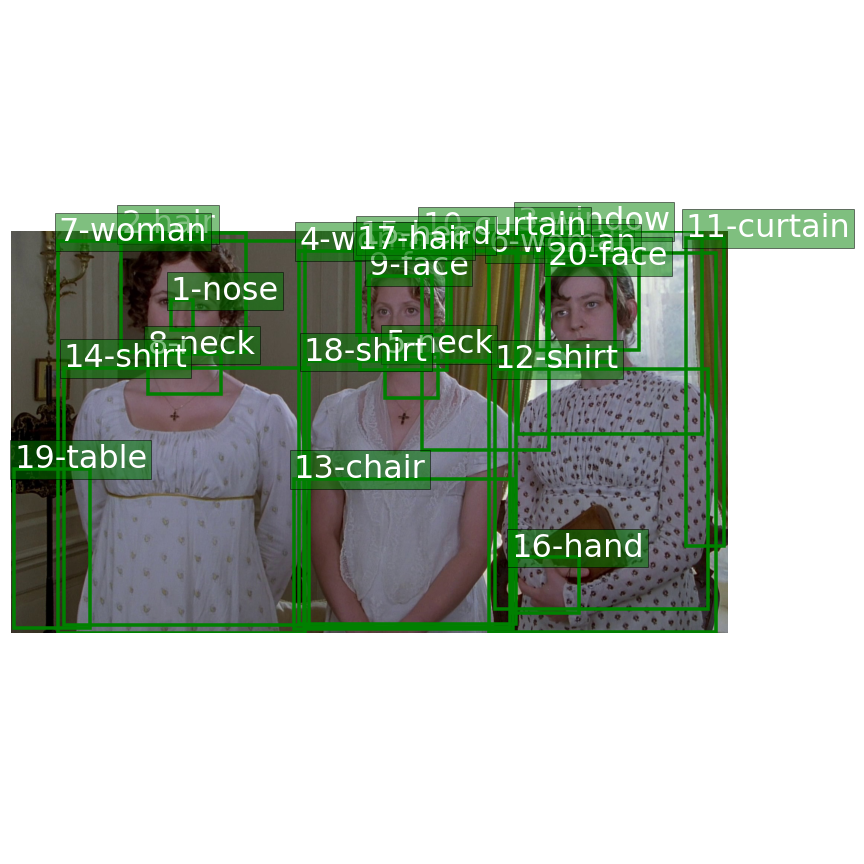 2-hair
3-window
7-woman
10-curtain
11-curtain
4-w
17-hair
6-woman
20-face
9-face
1-nose
8-neck
5-neck
14-shirt
18-shirt
12-shirt
19-table
13-chair
16-hand